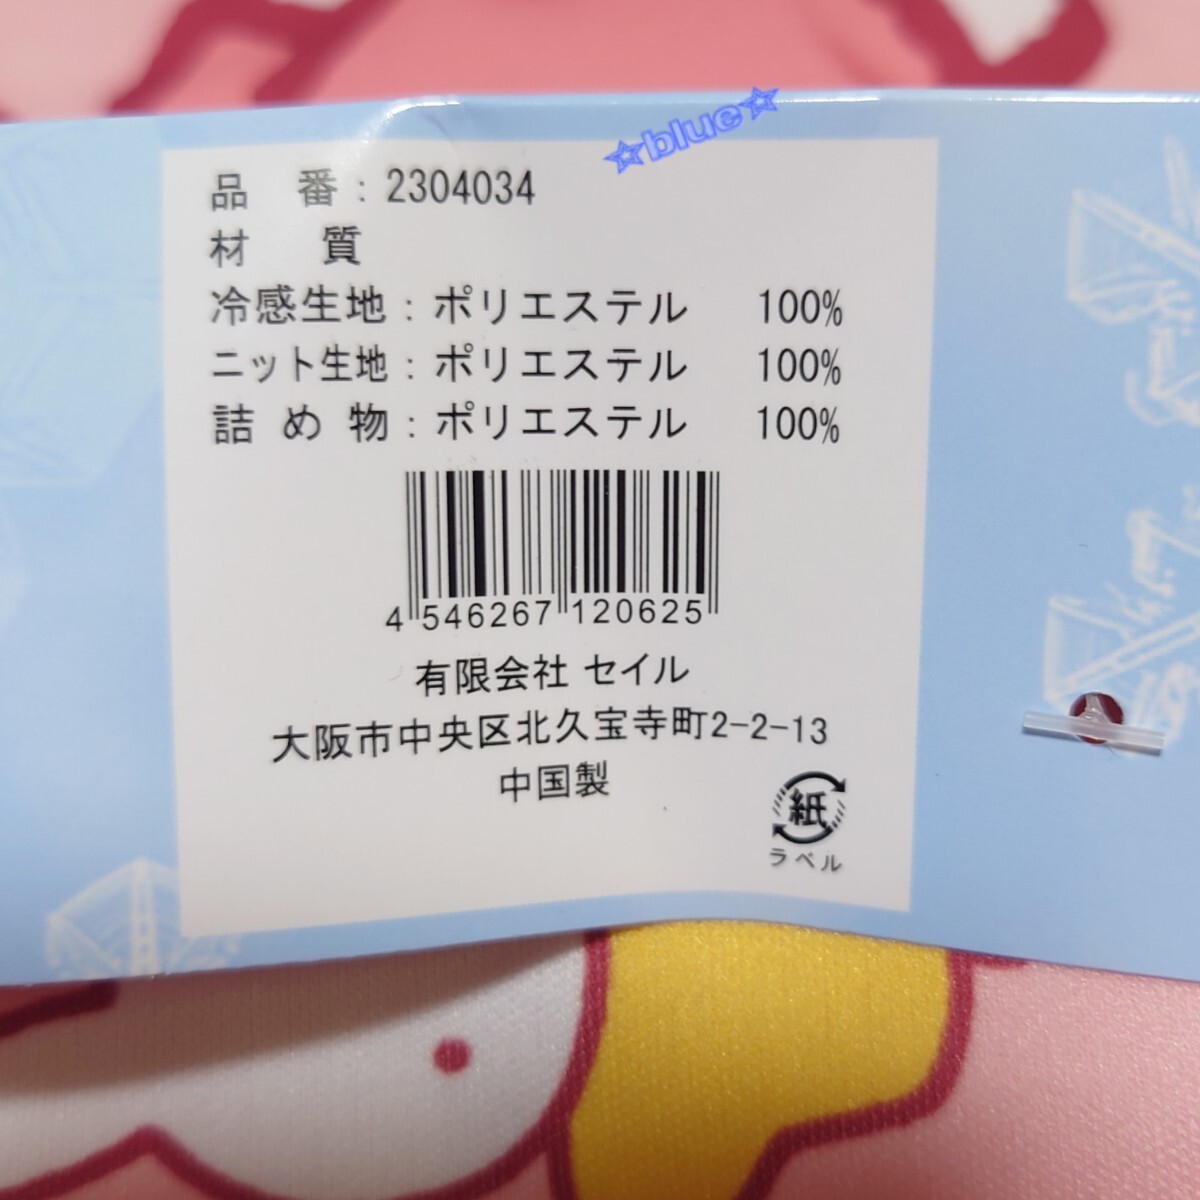 ☆blue☆
品　番：2304034
材　質
冷感生地：ポリエステル　100%
ニット生地：ポリエステル　100%
詰め物：ポリエステル　100%
4 546267 120625
有限会社 セイル
大阪市中央区北久宝寺町2-2-13
中国製
紙
ラベル